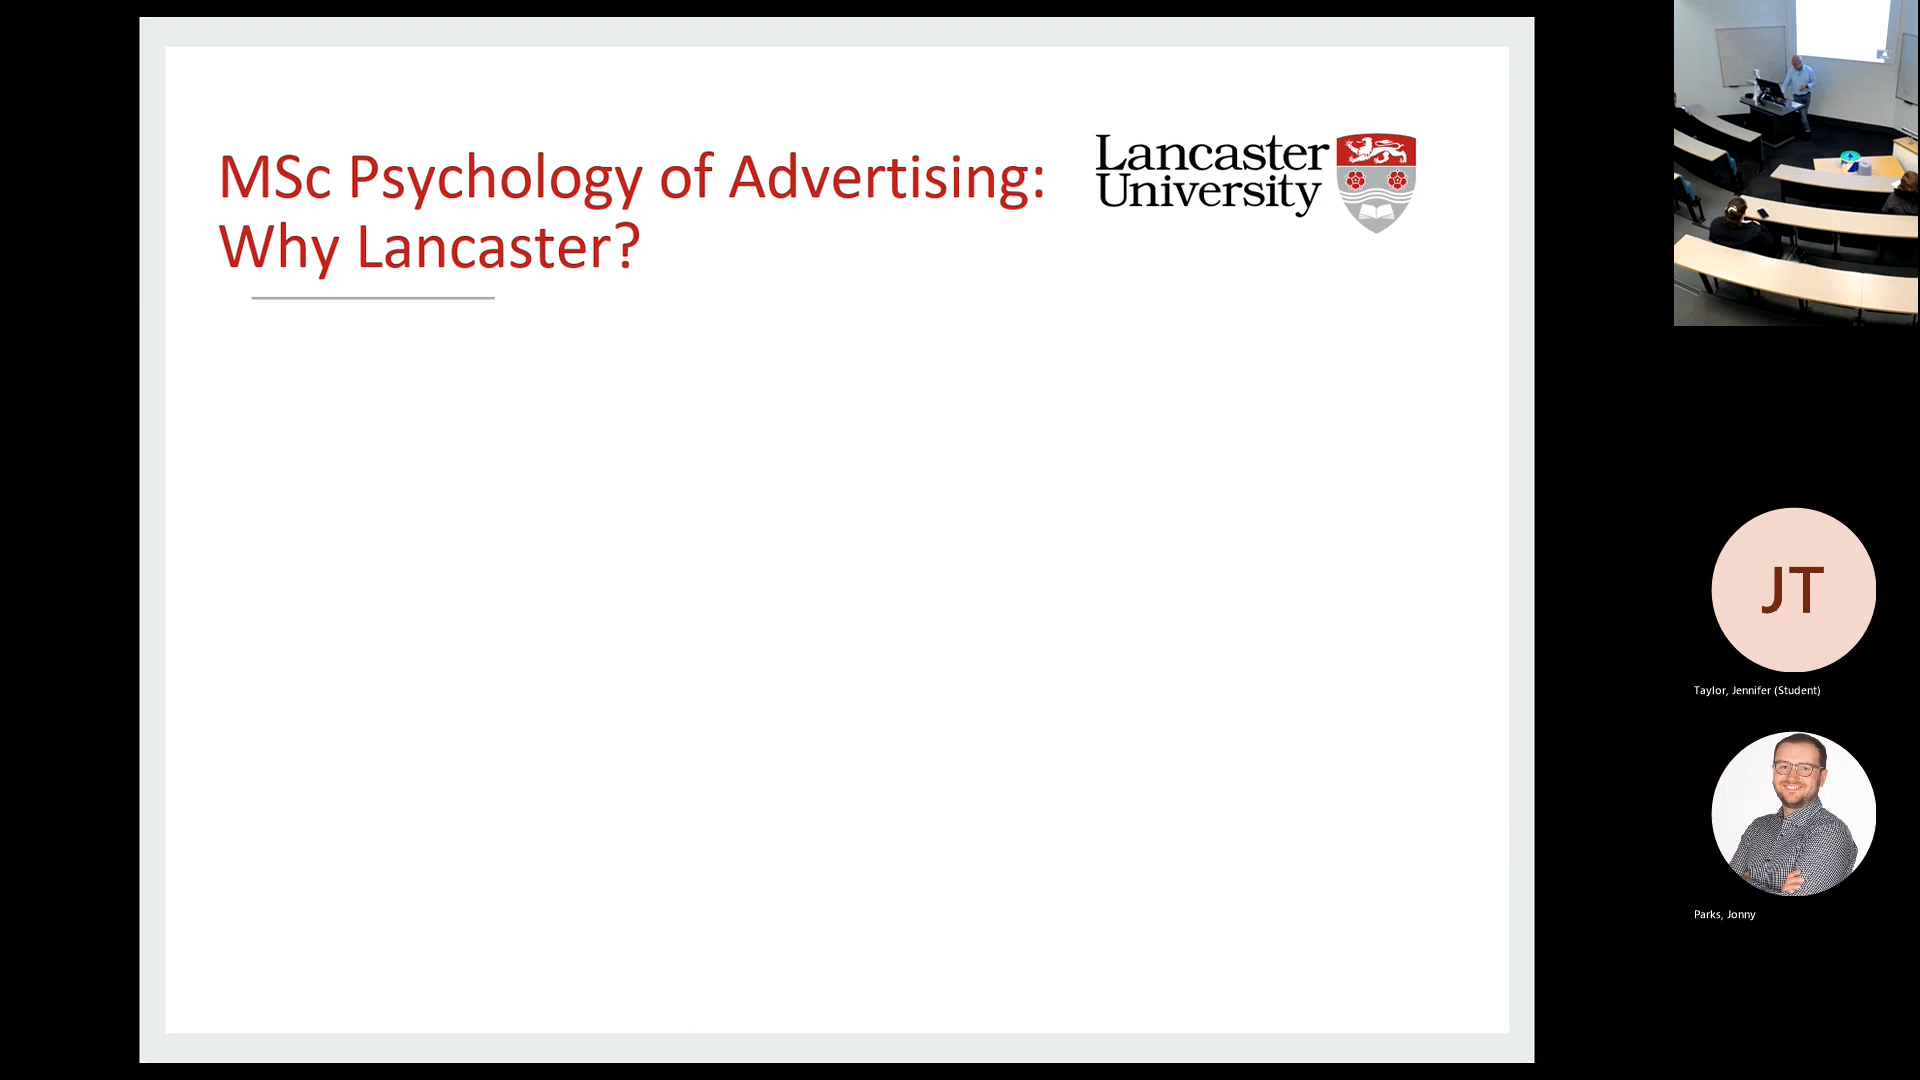 MSc Psychology of Advertising:
Why Lancaster?
Lancaster
University
JT
Taylor, Jennifer (Student)
Parks, Jonny